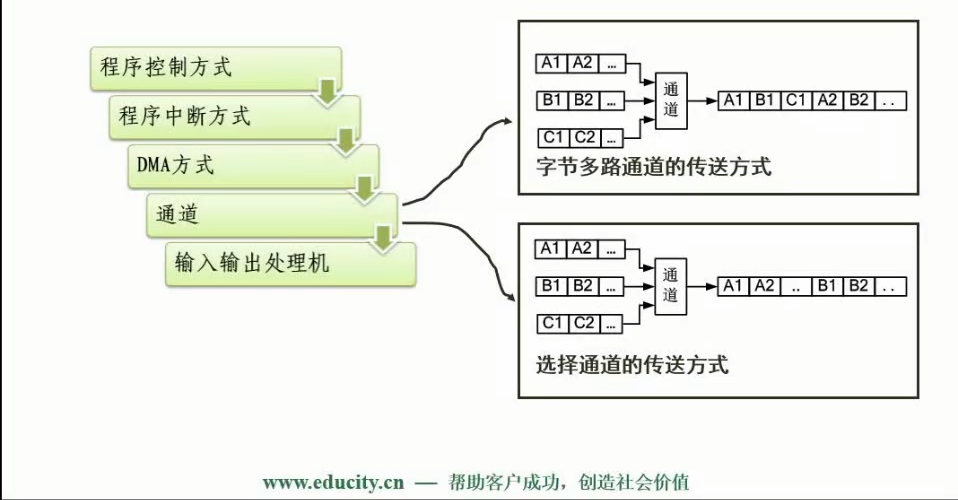 程序控制方式
程序中断方式
DMA方式
通道
输入输出处理机
A1 A2 ...
B1 B2 ...
C1 C2 ...
通道
A1 B1 C1 A2 B2 . .
字节多路通道的传送方式
A1 A2 ...
B1 B2 ...
C1 C2 ...
通道
A1 A2 .. B1 B2 . .
选择通道的传送方式
www.educity.cn — 帮助客户成功，创造社会价值